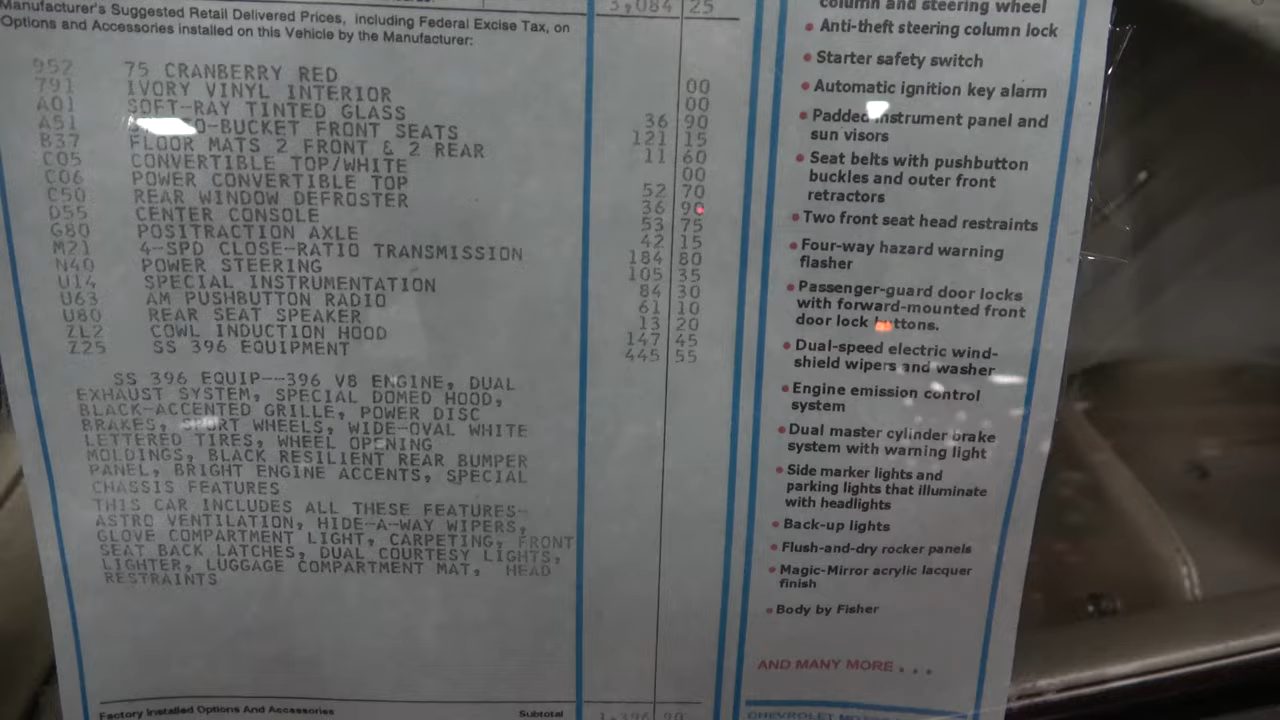 3,084 25
Manufacturer's Suggested Retail Delivered Prices, including Federal Excise Tax, on
Options and Accessories installed on this Vehicle by the Manufacturer:
952 75 CRANBERRY RED 00
791 IVORY VINYL INTERIOR 00
A01 SOFT-RAY TINTED GLASS 36 90
A51 BUCKET FRONT SEATS 121 15
B37 FLOOR MATS 2 FRONT & 2 REAR 11 60
C05 CONVERTIBLE TOP/WHITE 00
C06 POWER CONVERTIBLE TOP 52 70
C50 REAR WINDOW DEFROSTER 36 90
D55 CENTER CONSOLE 53 75
G80 POSITRACTION AXLE 42 15
M21 4-SPD CLOSE-RATIO TRANSMISSION 184 80
N40 POWER STEERING 105 35
U14 SPECIAL INSTRUMENTATION 84 30
U63 AM PUSHBUTTON RADIO 61 10
U80 REAR SEAT SPEAKER 13 20
ZL2 COWL INDUCTION HOOD 147 45
Z25 SS 396 EQUIPMENT 445 55
SS 396 EQUIP--396 V8 ENGINE, DUAL
EXHAUST SYSTEM, SPECIAL DOMED HOOD,
BLACK-ACCENTED GRILLE, POWER DISC
BRAKES, SPORT WHEELS, WIDE-OVAL WHITE
LETTERED TIRES, WHEEL OPENING
MOLDINGS, BLACK RESILIENT REAR BUMPER
PANEL, BRIGHT ENGINE ACCENTS, SPECIAL
CHASSIS FEATURES
THIS CAR INCLUDES ALL THESE FEATURES-
ASTRO VENTILATION, HIDE-A-WAY WIPERS,
GLOVE COMPARTMENT LIGHT, CARPETING, FRONT
SEAT BACK LATCHES, DUAL COURTESY LIGHTS,
LIGHTER, LUGGAGE COMPARTMENT MAT, HEAD
RESTRAINTS
Factory Installed Options And Accessories Subtotal 1,396 90
column and steering wheel
• Anti-theft steering column lock
• Starter safety switch
• Automatic ignition key alarm
• Padded instrument panel and
sun visors
• Seat belts with pushbutton
buckles and outer front
retractors
• Two front seat head restraints
• Four-way hazard warning
flasher
• Passenger-guard door locks
with forward-mounted front
door lock buttons.
• Dual-speed electric wind-
shield wipers and washer
• Engine emission control
system
• Dual master cylinder brake
system with warning light
• Side marker lights and
parking lights that illuminate
with headlights
• Back-up lights
• Flush-and-dry rocker panels
• Magic-Mirror acrylic lacquer
finish
• Body by Fisher
AND MANY MORE . . .
CHEVROLET